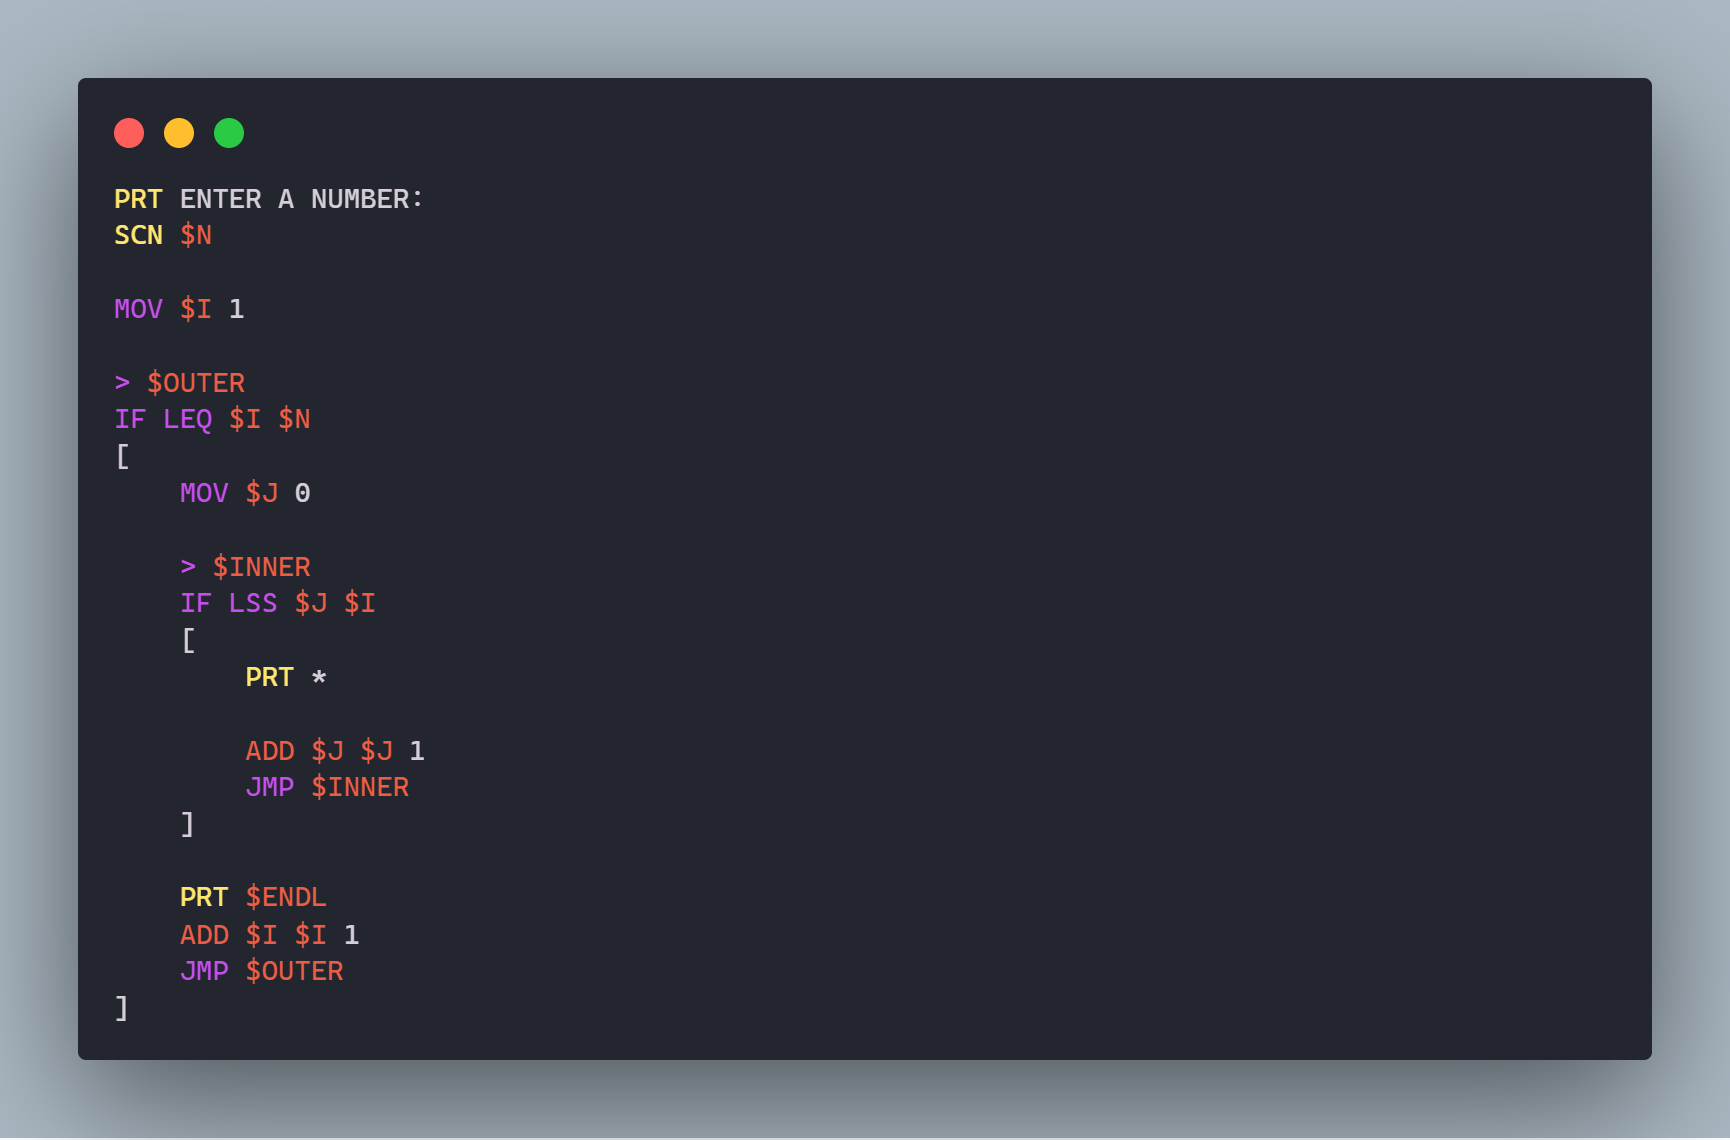 PRT ENTER A NUMBER:
SCN $N
MOV $I 1
> $OUTER
IF LEQ $I $N
[
MOV $J 0
> $INNER
IF LSS $J $I
[
PRT *
ADD $J $J 1
JMP $INNER
]
PRT $ENDL
ADD $I $I 1
JMP $OUTER
]